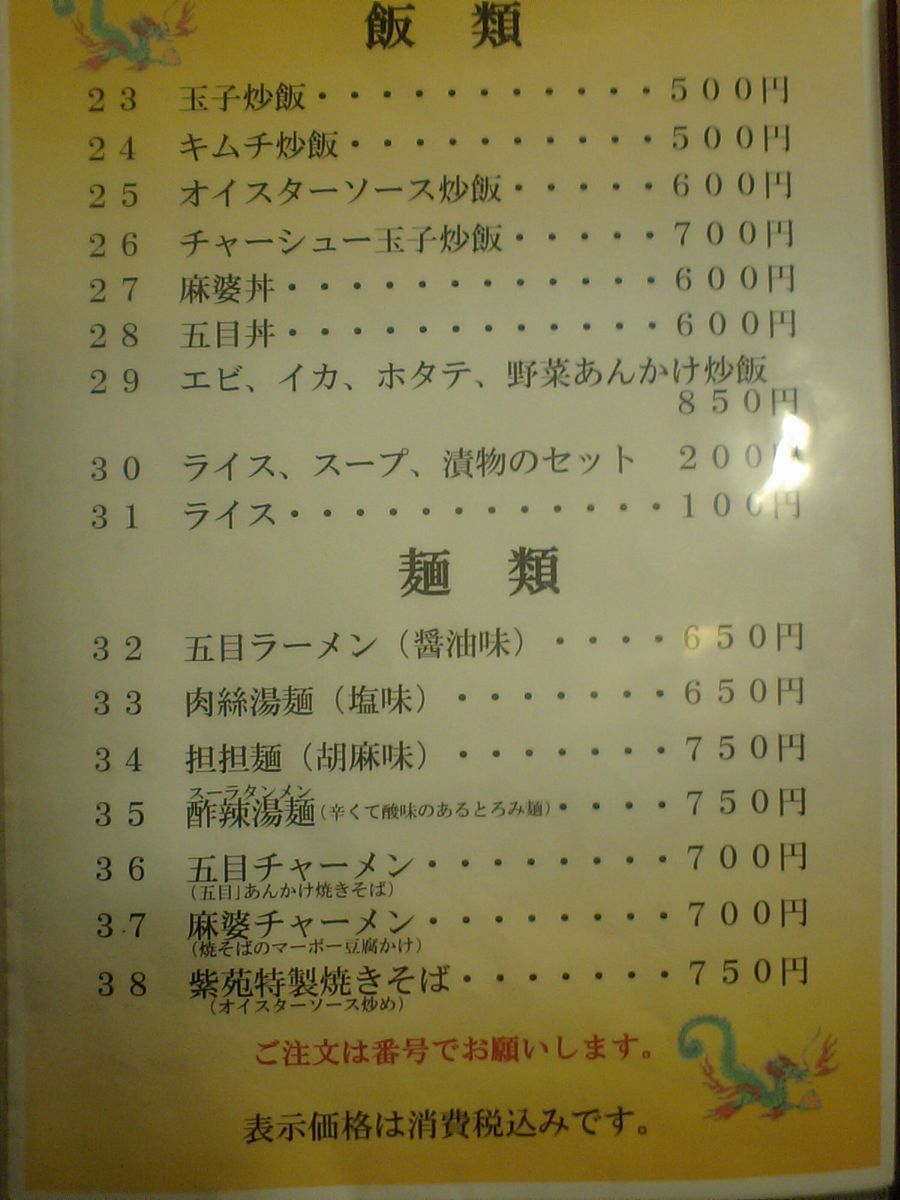 飯　類
２３　玉子炒飯・・・・・・・・・・・５００円
２４　キムチ炒飯・・・・・・・・・・５００円
２５　オイスターソース炒飯・・・・・６００円
２６　チャーシュー玉子炒飯・・・・・７００円
２７　麻婆丼・・・・・・・・・・・・６００円
２８　五目丼・・・・・・・・・・・・６００円
２９　エビ、イカ、ホタテ、野菜あんかけ炒飯
８５０円
３０　ライス、スープ、漬物のセット　２００円
３１　ライス・・・・・・・・・・・・１００円
麺　類
３２　五目ラーメン（醤油味）・・・・６５０円
３３　肉絲湯麺（塩味）・・・・・・・６５０円
３４　担担麺（胡麻味）・・・・・・・７５０円
スーラタンメン
３５　酢辣湯麺（辛くて酸味のあるとろみ麺）・・・・７５０円
３６　五目チャーメン・・・・・・・・７００円
（五目」あんかけ焼きそば）
３７　麻婆チャーメン・・・・・・・・７００円
（焼そばのマーボー豆腐かけ）
３８　紫苑特製焼きそば・・・・・・・７５０円
（オイスターソース炒め）
ご注文は番号でお願いします。
表示価格は消費税込みです。